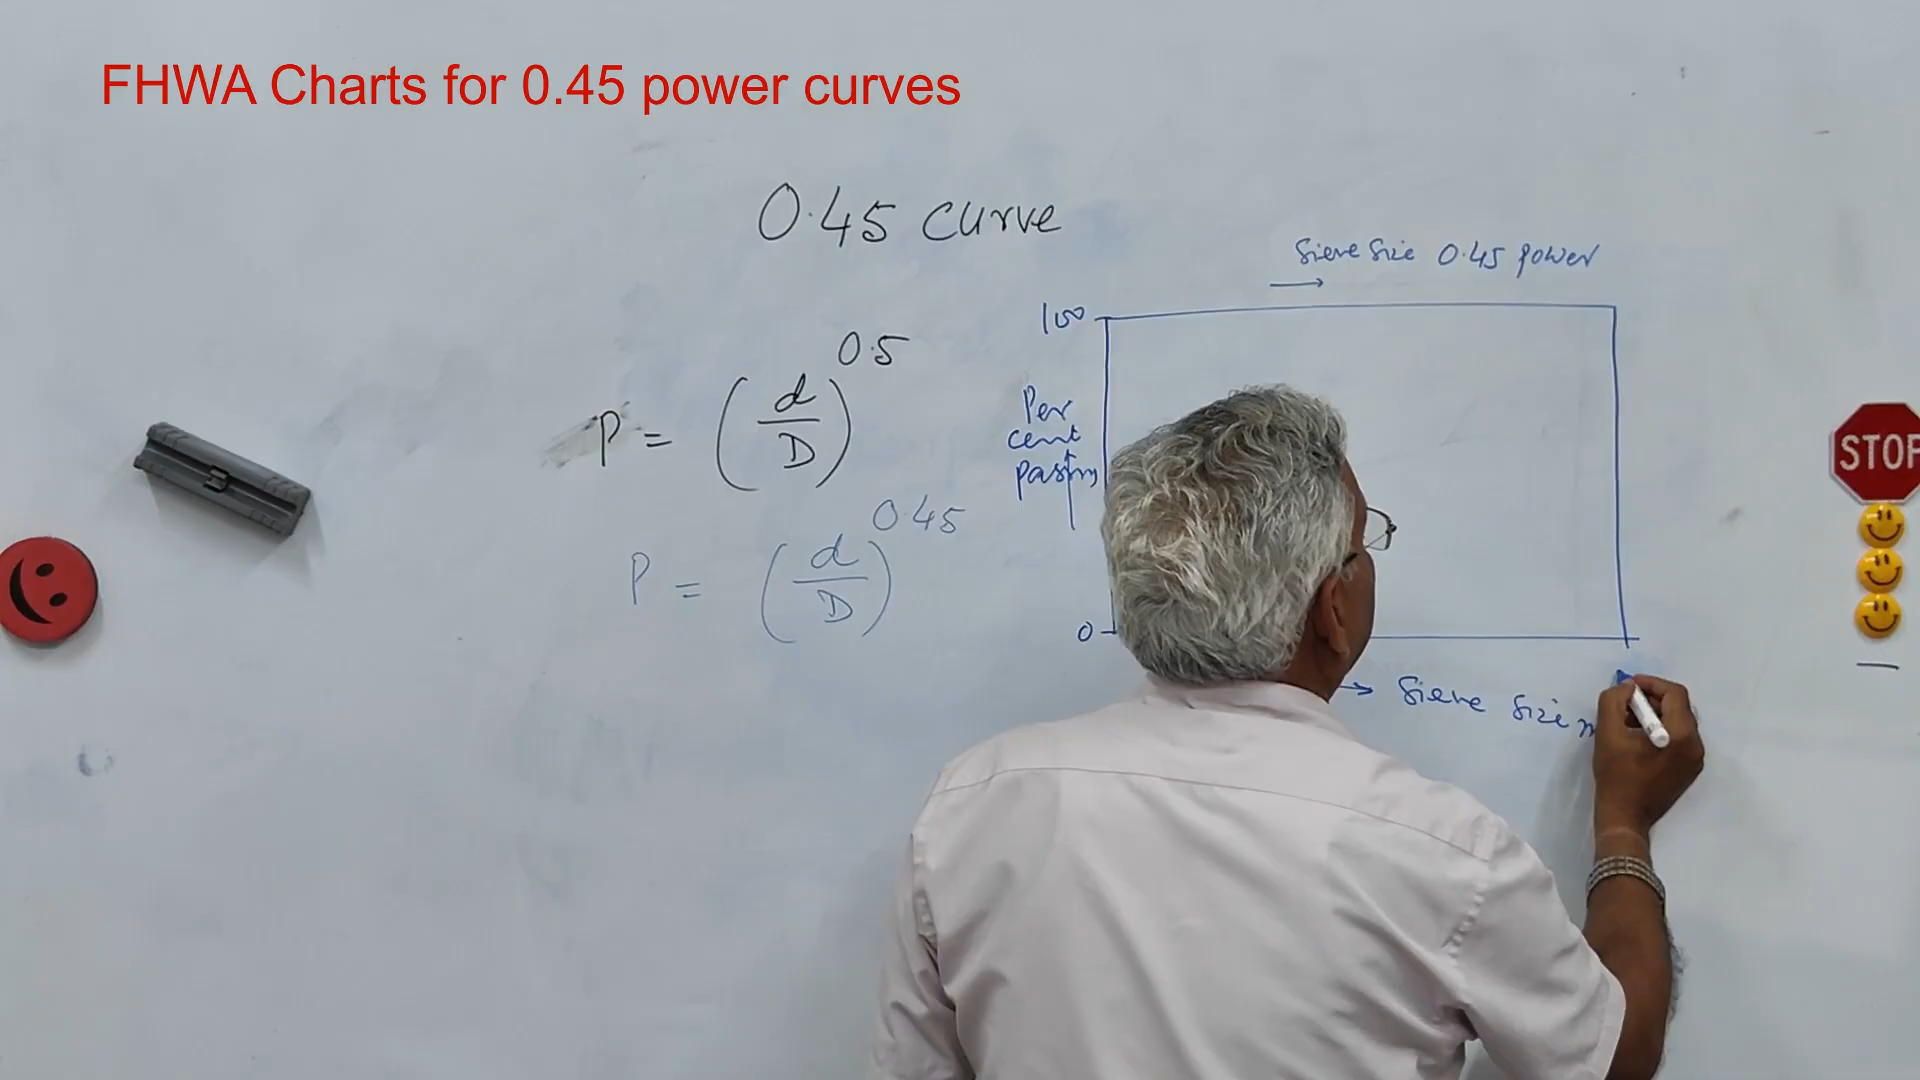 FHWA Charts for 0.45 power curves
0.45 curve
Sieve Size 0.45 power
100
P = (d/D)^0.5
Per
cent
passing
P = (d/D)^0.45
0
Sieve Size
STOP